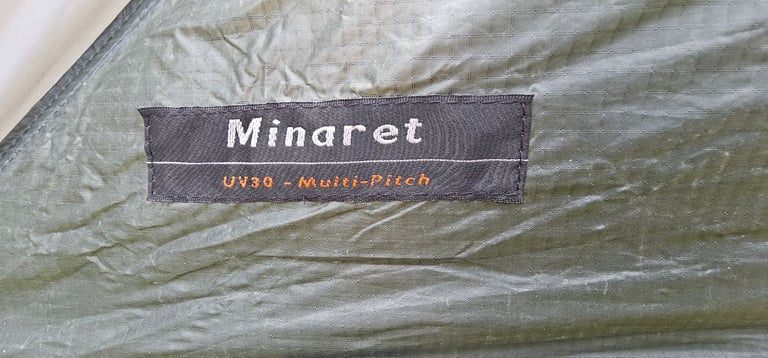 Minaret
UV30 - Multi-Pitch